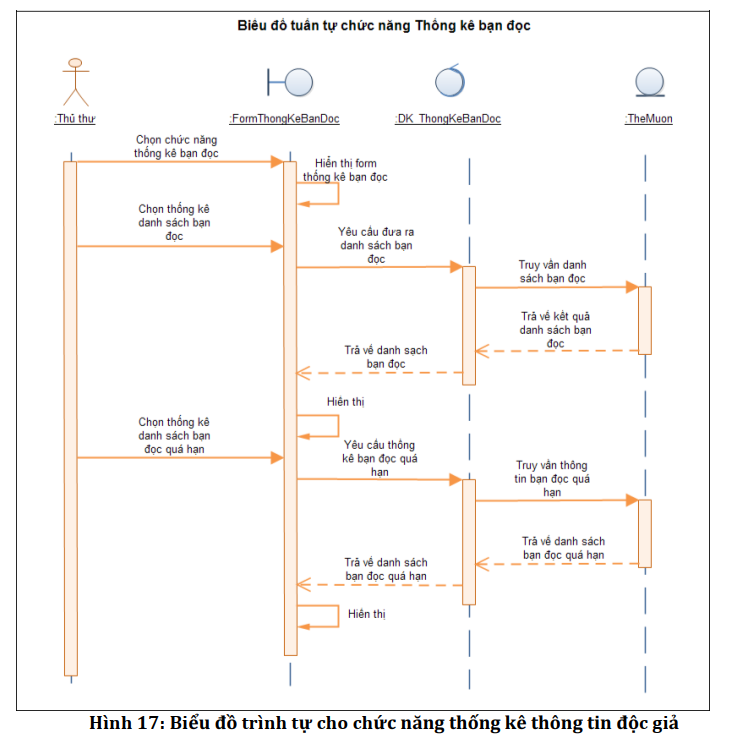 Biểu đồ tuần tự chức năng Thống kê bạn đọc
:Thủ thư
:FormThongKeBanDoc
:DK_ThongKeBanDoc
:TheMuon
Chọn chức năng
thống kê bạn đọc
Hiển thị form
thống kê bạn đọc
Chọn thống kê
danh sách bạn
đọc
Yêu cầu đưa ra
danh sách bạn
đọc
Truy vấn danh
sách bạn đọc
Trả về kết quả
danh sách bạn
đọc
Trả về danh sạch
bạn đọc
Hiển thị
Chọn thống kê
danh sách bạn
đọc quá hạn
Yêu cầu thống
kê bạn đọc quá
hạn
Truy vấn thông
tin bạn đọc quá
hạn
Trả về danh sách
bạn đọc quá hạn
Trả về danh sách
bạn đọc quá hạn
Hiển thị
Hình 17: Biểu đồ trình tự cho chức năng thống kê thông tin độc giả